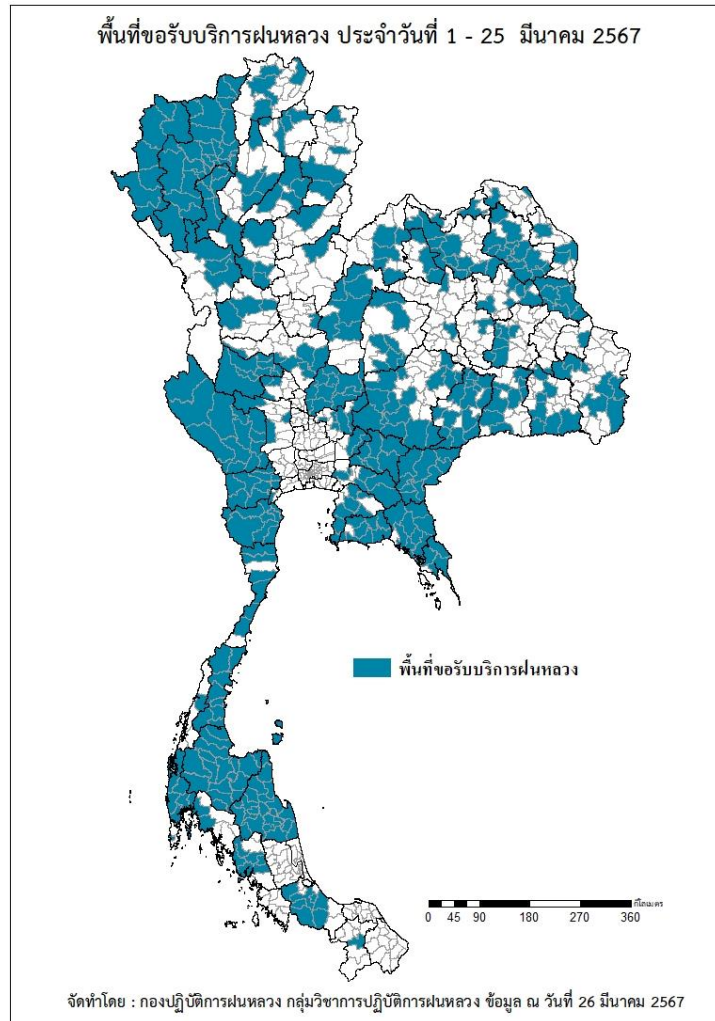 พื้นที่ขอรับบริการฝนหลวง ประจำวันที่ 1 - 25 มีนาคม 2567
พื้นที่ขอรับบริการฝนหลวง
กิโลเมตร
0 45 90 180 270 360
จัดทำโดย : กองปฏิบัติการฝนหลวง กลุ่มวิชาการปฏิบัติการฝนหลวง ข้อมูล ณ วันที่ 26 มีนาคม 2567